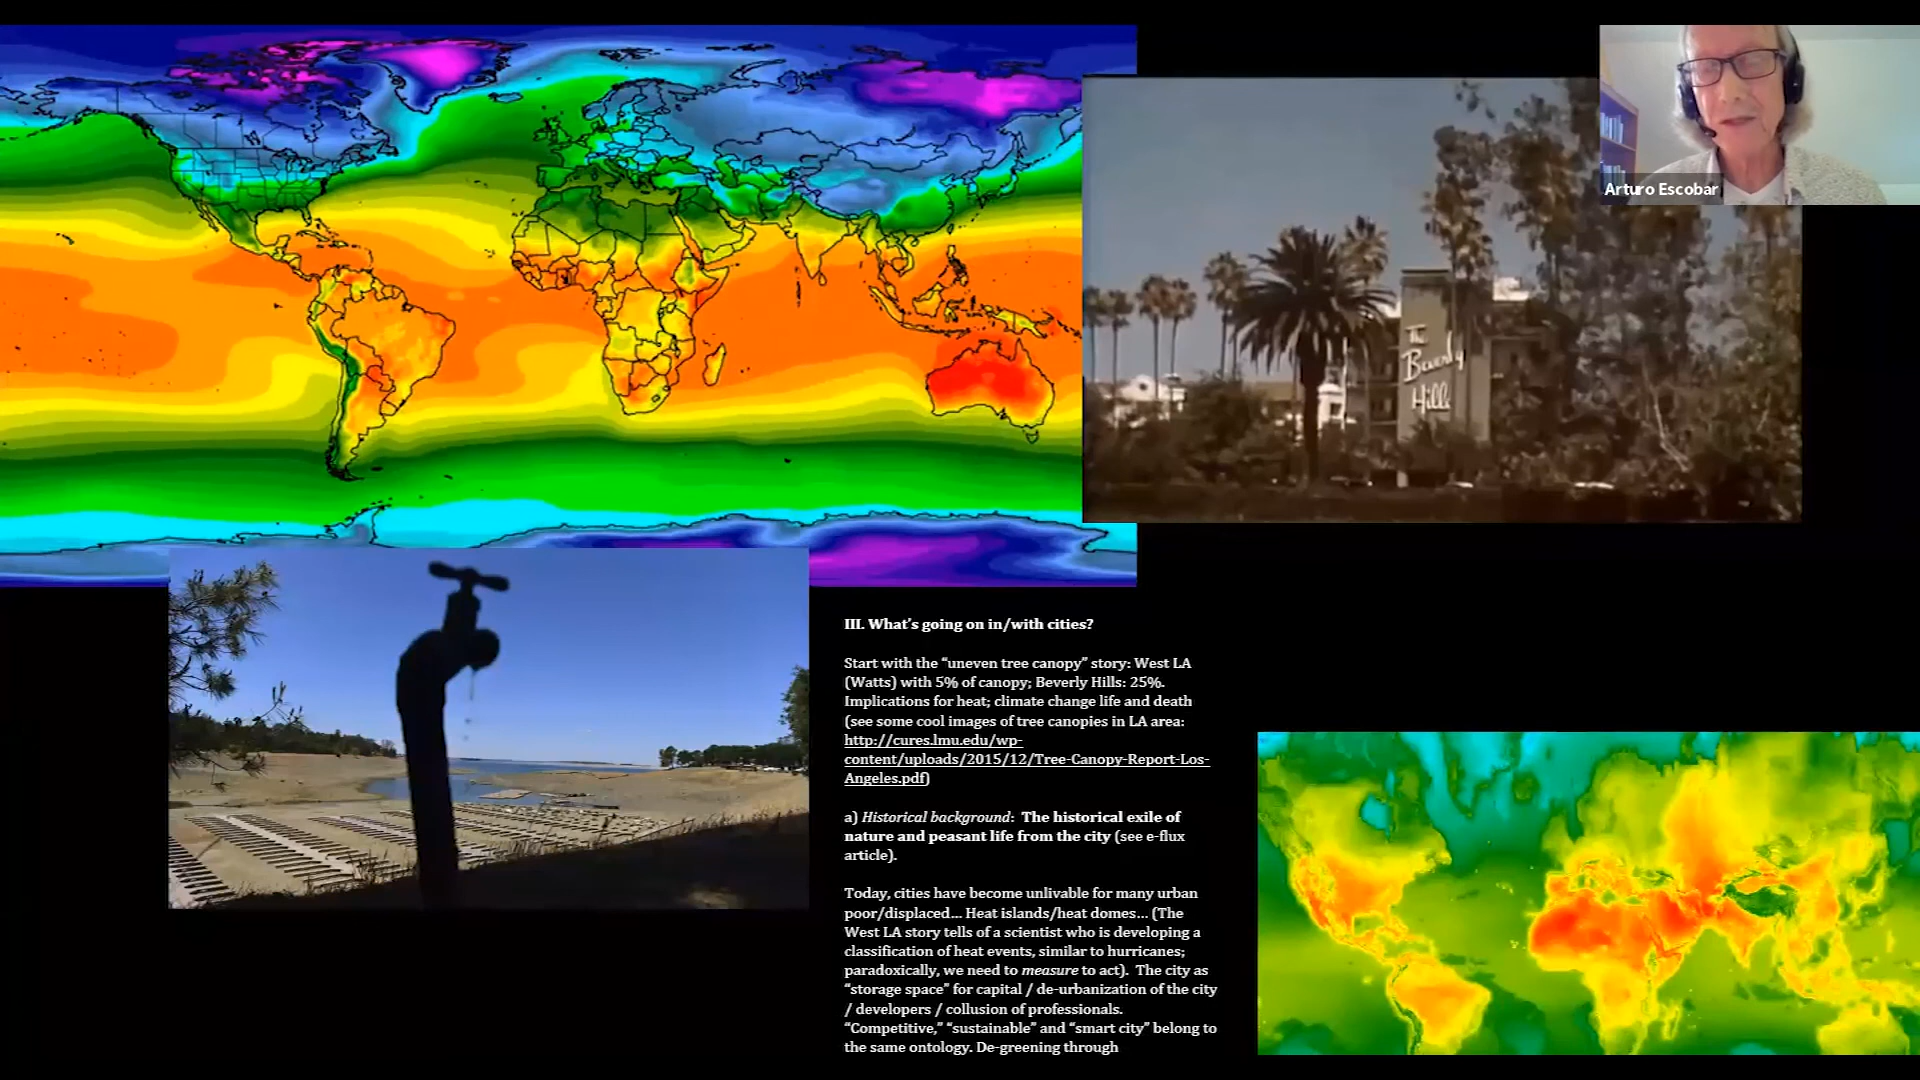 Arturo Escobar
The
Beverly
Hills
III. What’s going on in/with cities?
Start with the “uneven tree canopy” story: West LA
(Watts) with 5% of canopy; Beverly Hills: 25%.
Implications for heat; climate change life and death
(see some cool images of tree canopies in LA area:
http://cures.lmu.edu/wp-
content/uploads/2015/12/Tree-Canopy-Report-Los-
Angeles.pdf)
a) Historical background: The historical exile of
nature and peasant life from the city (see e-flux
article).
Today, cities have become unlivable for many urban
poor/displaced... Heat islands/heat domes... (The
West LA story tells of a scientist who is developing a
classification of heat events, similar to hurricanes;
paradoxically, we need to measure to act). The city as
“storage space” for capital / de-urbanization of the city
/ developers / collusion of professionals.
“Competitive,” “sustainable” and “smart city” belong to
the same ontology. De-greening through